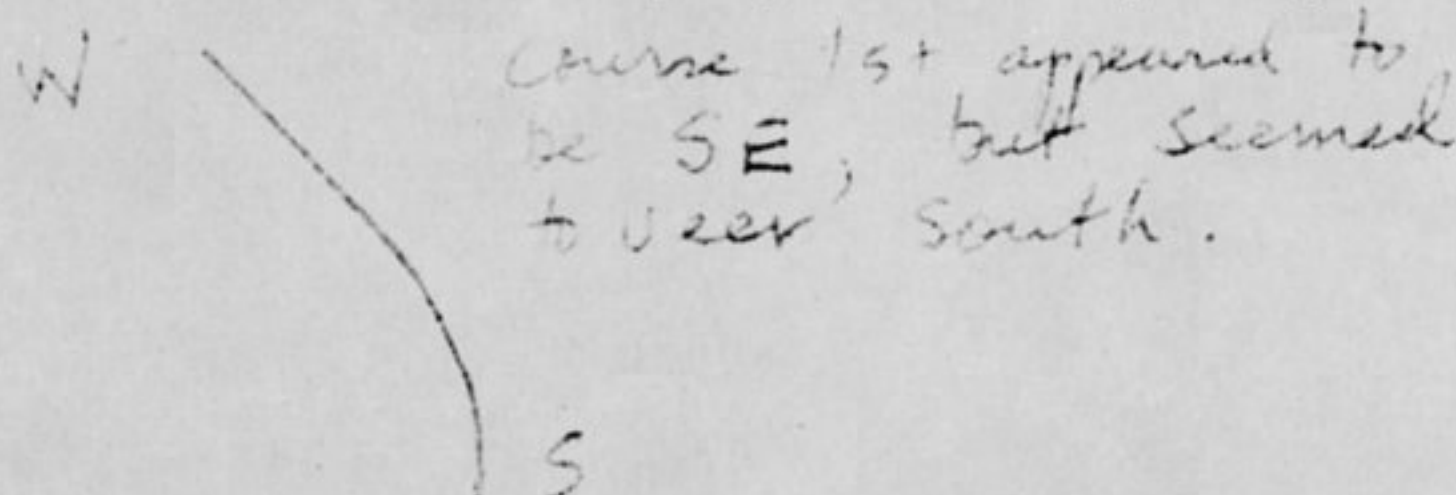 W
Course 1st appeared to
be SE, but seemed
to veer South.
S